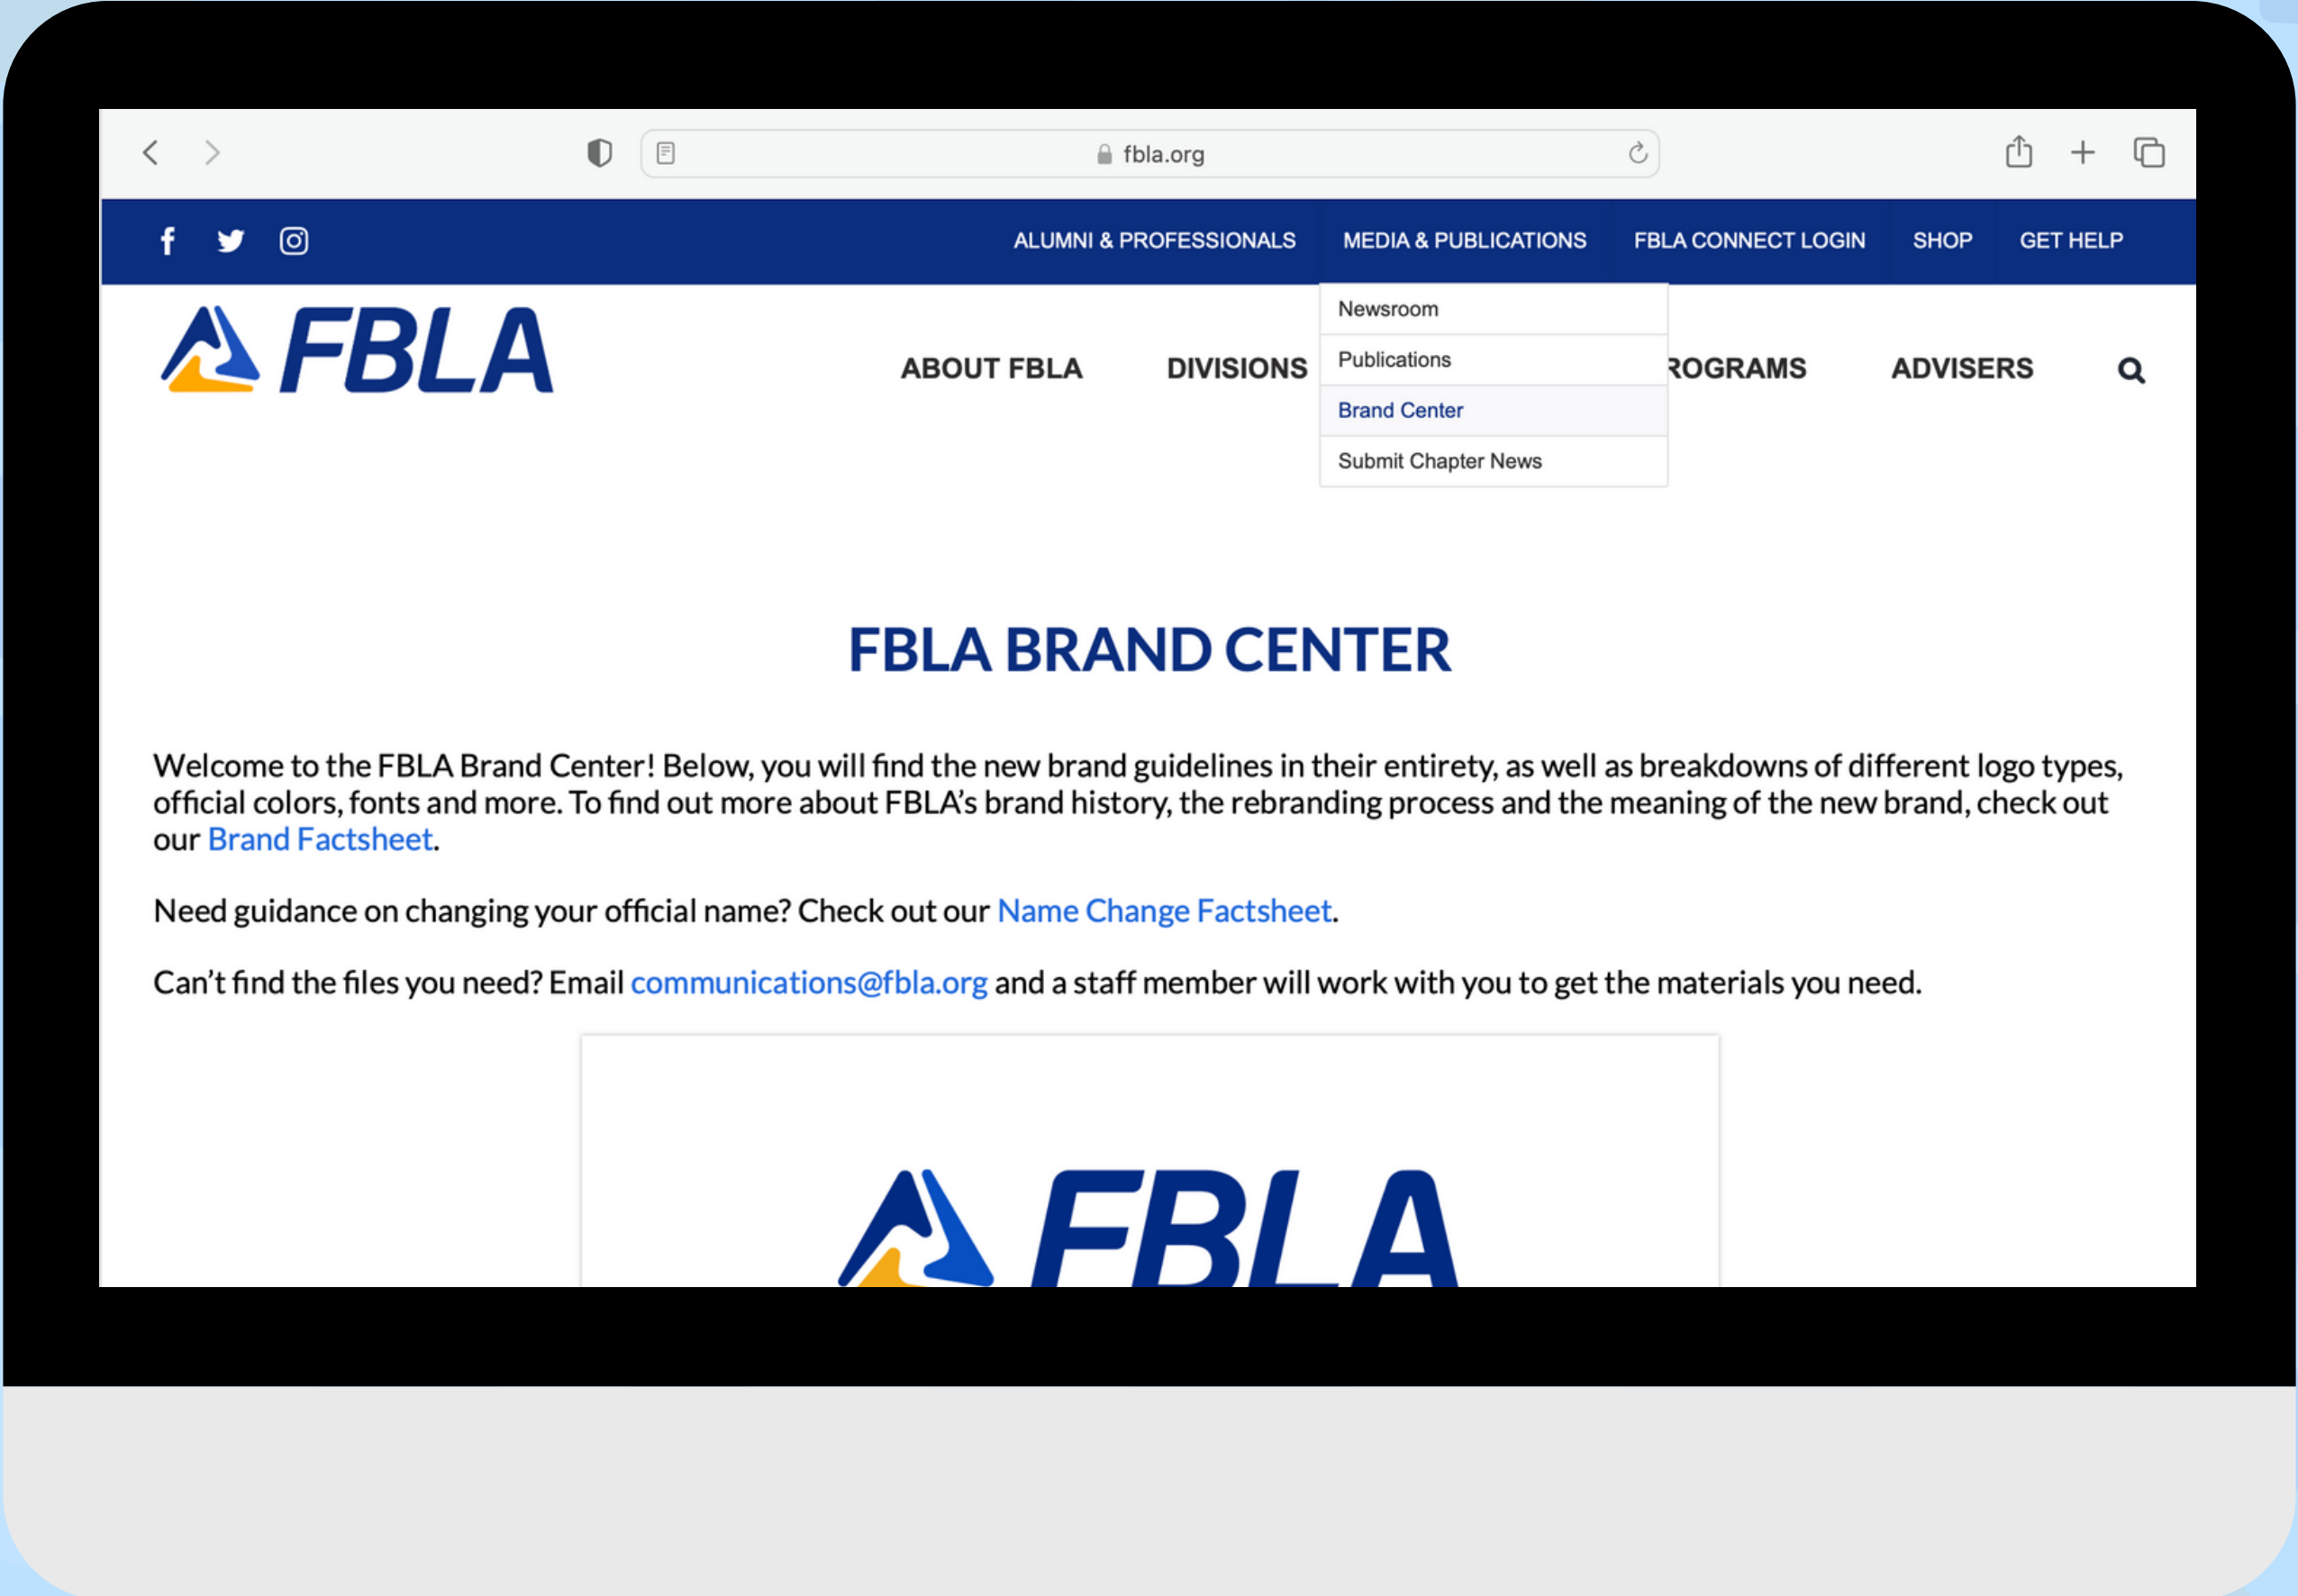 fbla.org
ALUMNI & PROFESSIONALS MEDIA & PUBLICATIONS FBLA CONNECT LOGIN SHOP GET HELP
FBLA
ABOUT FBLA DIVISIONS ROGRAMS ADVISERS
Newsroom
Publications
Brand Center
Submit Chapter News
FBLA BRAND CENTER
Welcome to the FBLA Brand Center! Below, you will find the new brand guidelines in their entirety, as well as breakdowns of different logo types,
official colors, fonts and more. To find out more about FBLA’s brand history, the rebranding process and the meaning of the new brand, check out
our Brand Factsheet.
Need guidance on changing your official name? Check out our Name Change Factsheet.
Can’t find the files you need? Email communications@fbla.org and a staff member will work with you to get the materials you need.
FBLA